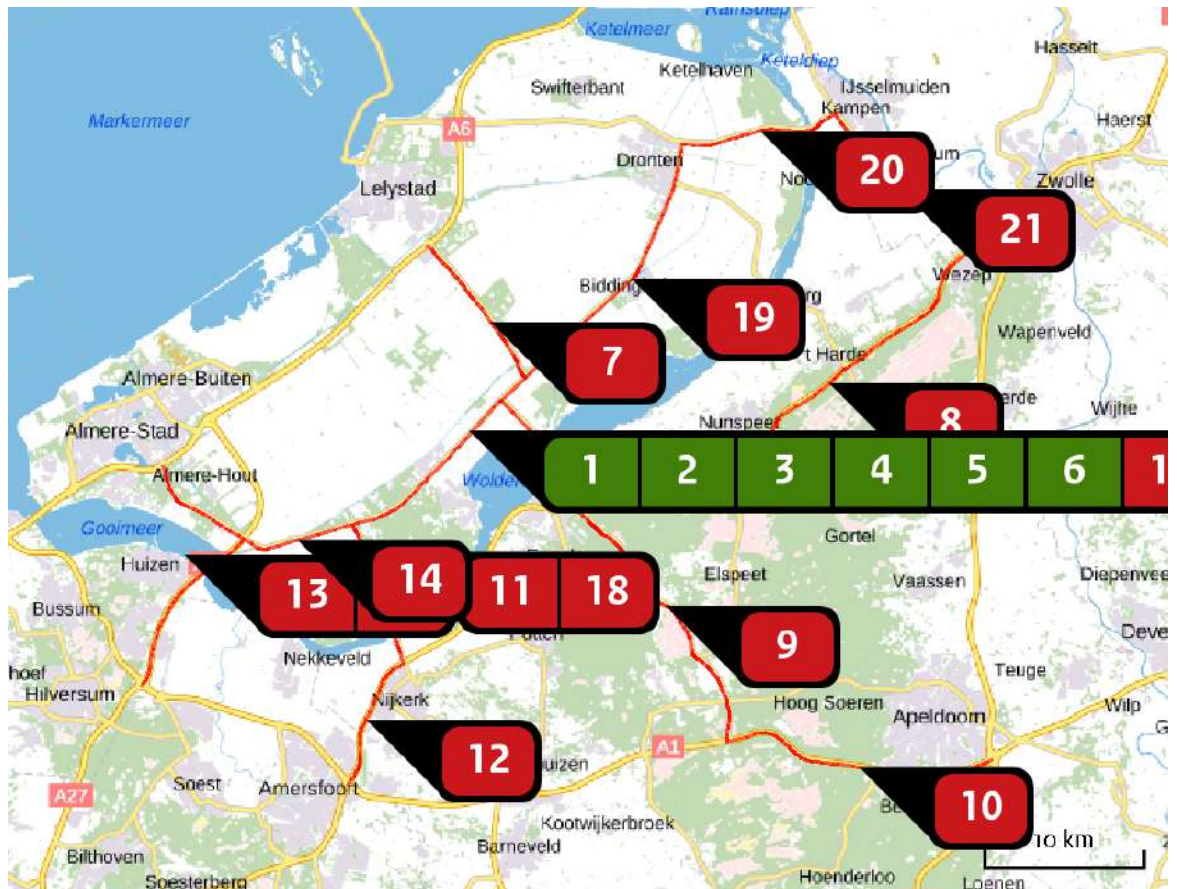 Ketelmeer
Hasselt
Ketelhaven
Keteldiep
Swifterbant
IJsselmuiden
Kampen
Markermeer
A6
Haerst
Dronten
20
Lelystad
Zwolle
21
Wezep
19
Wapenveld
7
't Harde
Almere-Buiten
8
Wijhe
Nunspeet
Almere-Stad
1 2 3 4 5 6
Almere-Hout
Gooimeer
Gortel
Huizen
Elspeet
Vaassen
13 14 11 18
Bussum
Nekkeveld
9
Teuge
Hilversum
Nijkerk
Hoog Soeren
Apeldoorn
Wilp
A1
12
Soest
Amersfoort
A27
10
Kootwijkerbroek
Barneveld
10 km
Bilthoven
Soesterberg
Hoenderloo
Loenen